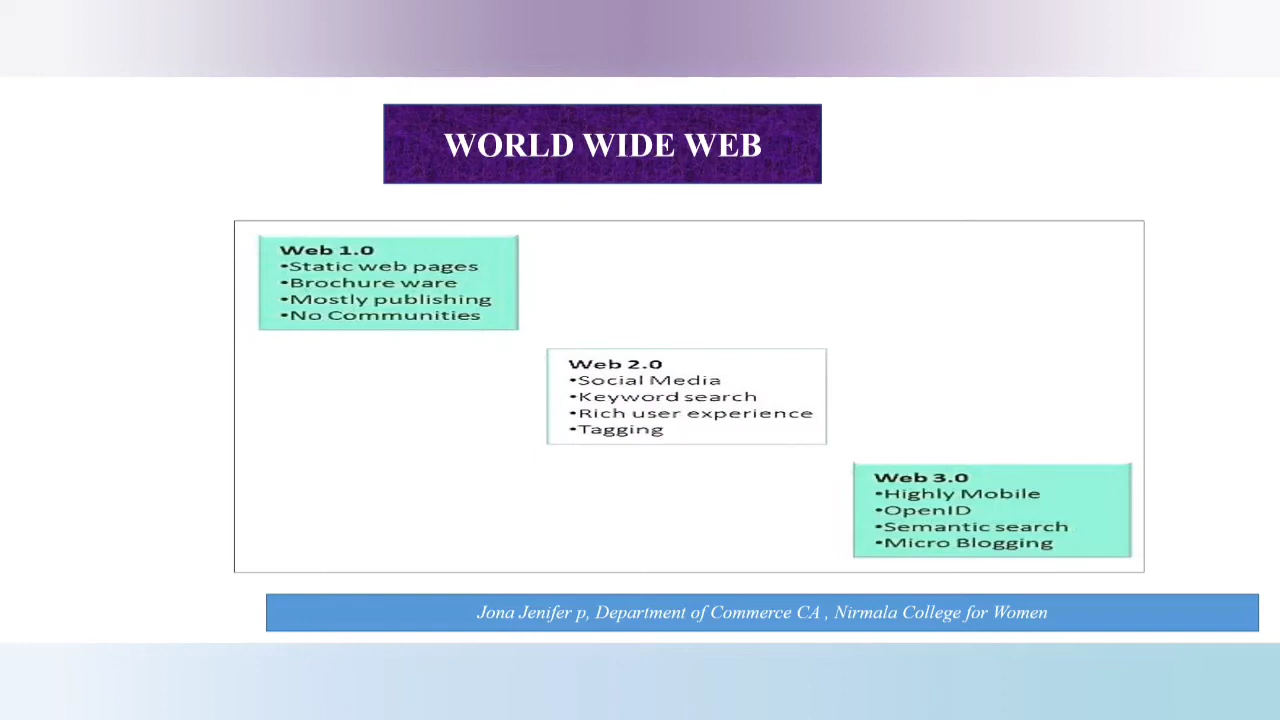 WORLD WIDE WEB
Web 1.0
•Static web pages
•Brochure ware
•Mostly publishing
•No Communities
Web 2.0
•Social Media
•Keyword search
•Rich user experience
•Tagging
Web 3.0
•Highly Mobile
•OpenID
•Semantic search
•Micro Blogging
Jona Jenifer p, Department of Commerce CA , Nirmala College for Women